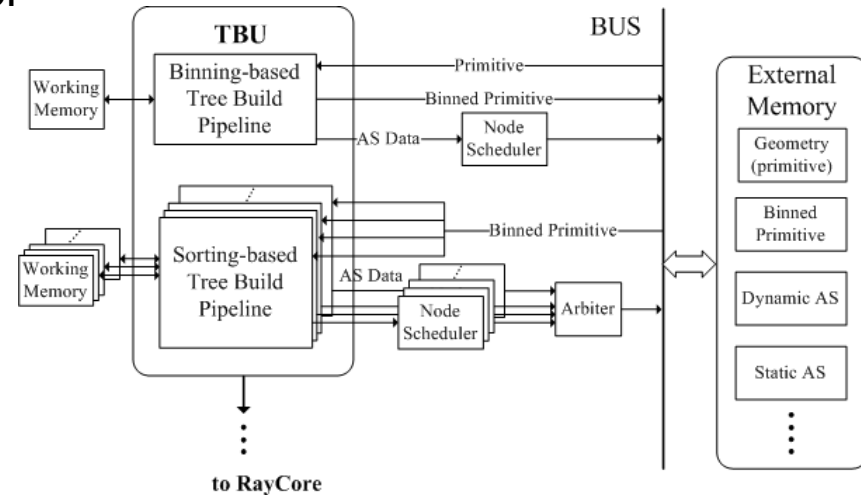 TBU
BUS
Binning-based
Tree Build
Pipeline
Working
Memory
Primitive
Binned Primitive
AS Data
Node
Scheduler
Sorting-based
Tree Build
Pipeline
Working
Memory
Binned Primitive
AS Data
Node
Scheduler
Arbiter
to RayCore
External
Memory
Geometry
(primitive)
Binned
Primitive
Dynamic AS
Static AS